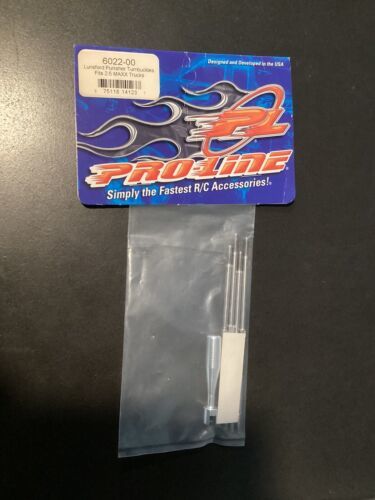 6022-00
Lunsford Punisher Turnbuckles
Fits 2.5 MAXX Trucks
Designed and Developed in the USA
PL
PRO-LINE
Simply the Fastest R/C Accessories!